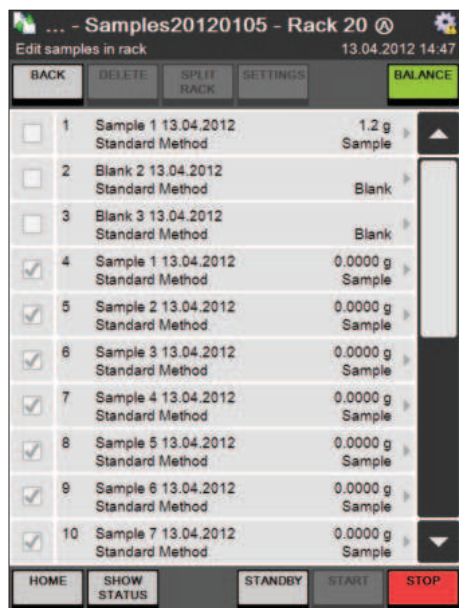 ... - Samples20120105 - Rack 20 Ⓐ
Edit samples in rack 13.04.2012 14:47
BACK DELETE SPLIT RACK SETTINGS BALANCE
1 Sample 1 13.04.2012 1.2 g
Standard Method Sample
2 Blank 2 13.04.2012
Standard Method Blank
3 Blank 3 13.04.2012
Standard Method Blank
4 Sample 1 13.04.2012 0.0000 g
Standard Method Sample
5 Sample 2 13.04.2012 0.0000 g
Standard Method Sample
6 Sample 3 13.04.2012 0.0000 g
Standard Method Sample
7 Sample 4 13.04.2012 0.0000 g
Standard Method Sample
8 Sample 5 13.04.2012 0.0000 g
Standard Method Sample
9 Sample 6 13.04.2012 0.0000 g
Standard Method Sample
10 Sample 7 13.04.2012 0.0000 g
Standard Method Sample
HOME SHOW STATUS STANDBY START STOP